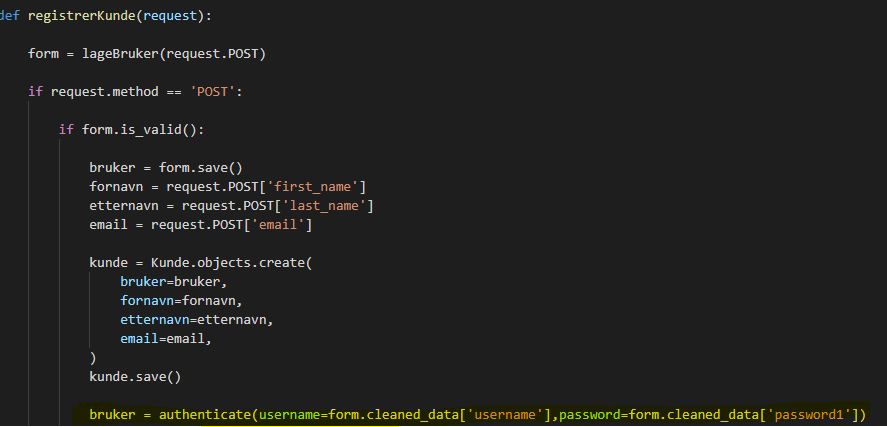 def registrerKunde(request):
form = lageBruker(request.POST)
if request.method == 'POST':
if form.is_valid():
bruker = form.save()
fornavn = request.POST['first_name']
etternavn = request.POST['last_name']
email = request.POST['email']
kunde = Kunde.objects.create(
bruker=bruker,
fornavn=fornavn,
etternavn=etternavn,
email=email,
)
kunde.save()
bruker = authenticate(username=form.cleaned_data['username'],password=form.cleaned_data['password1'])